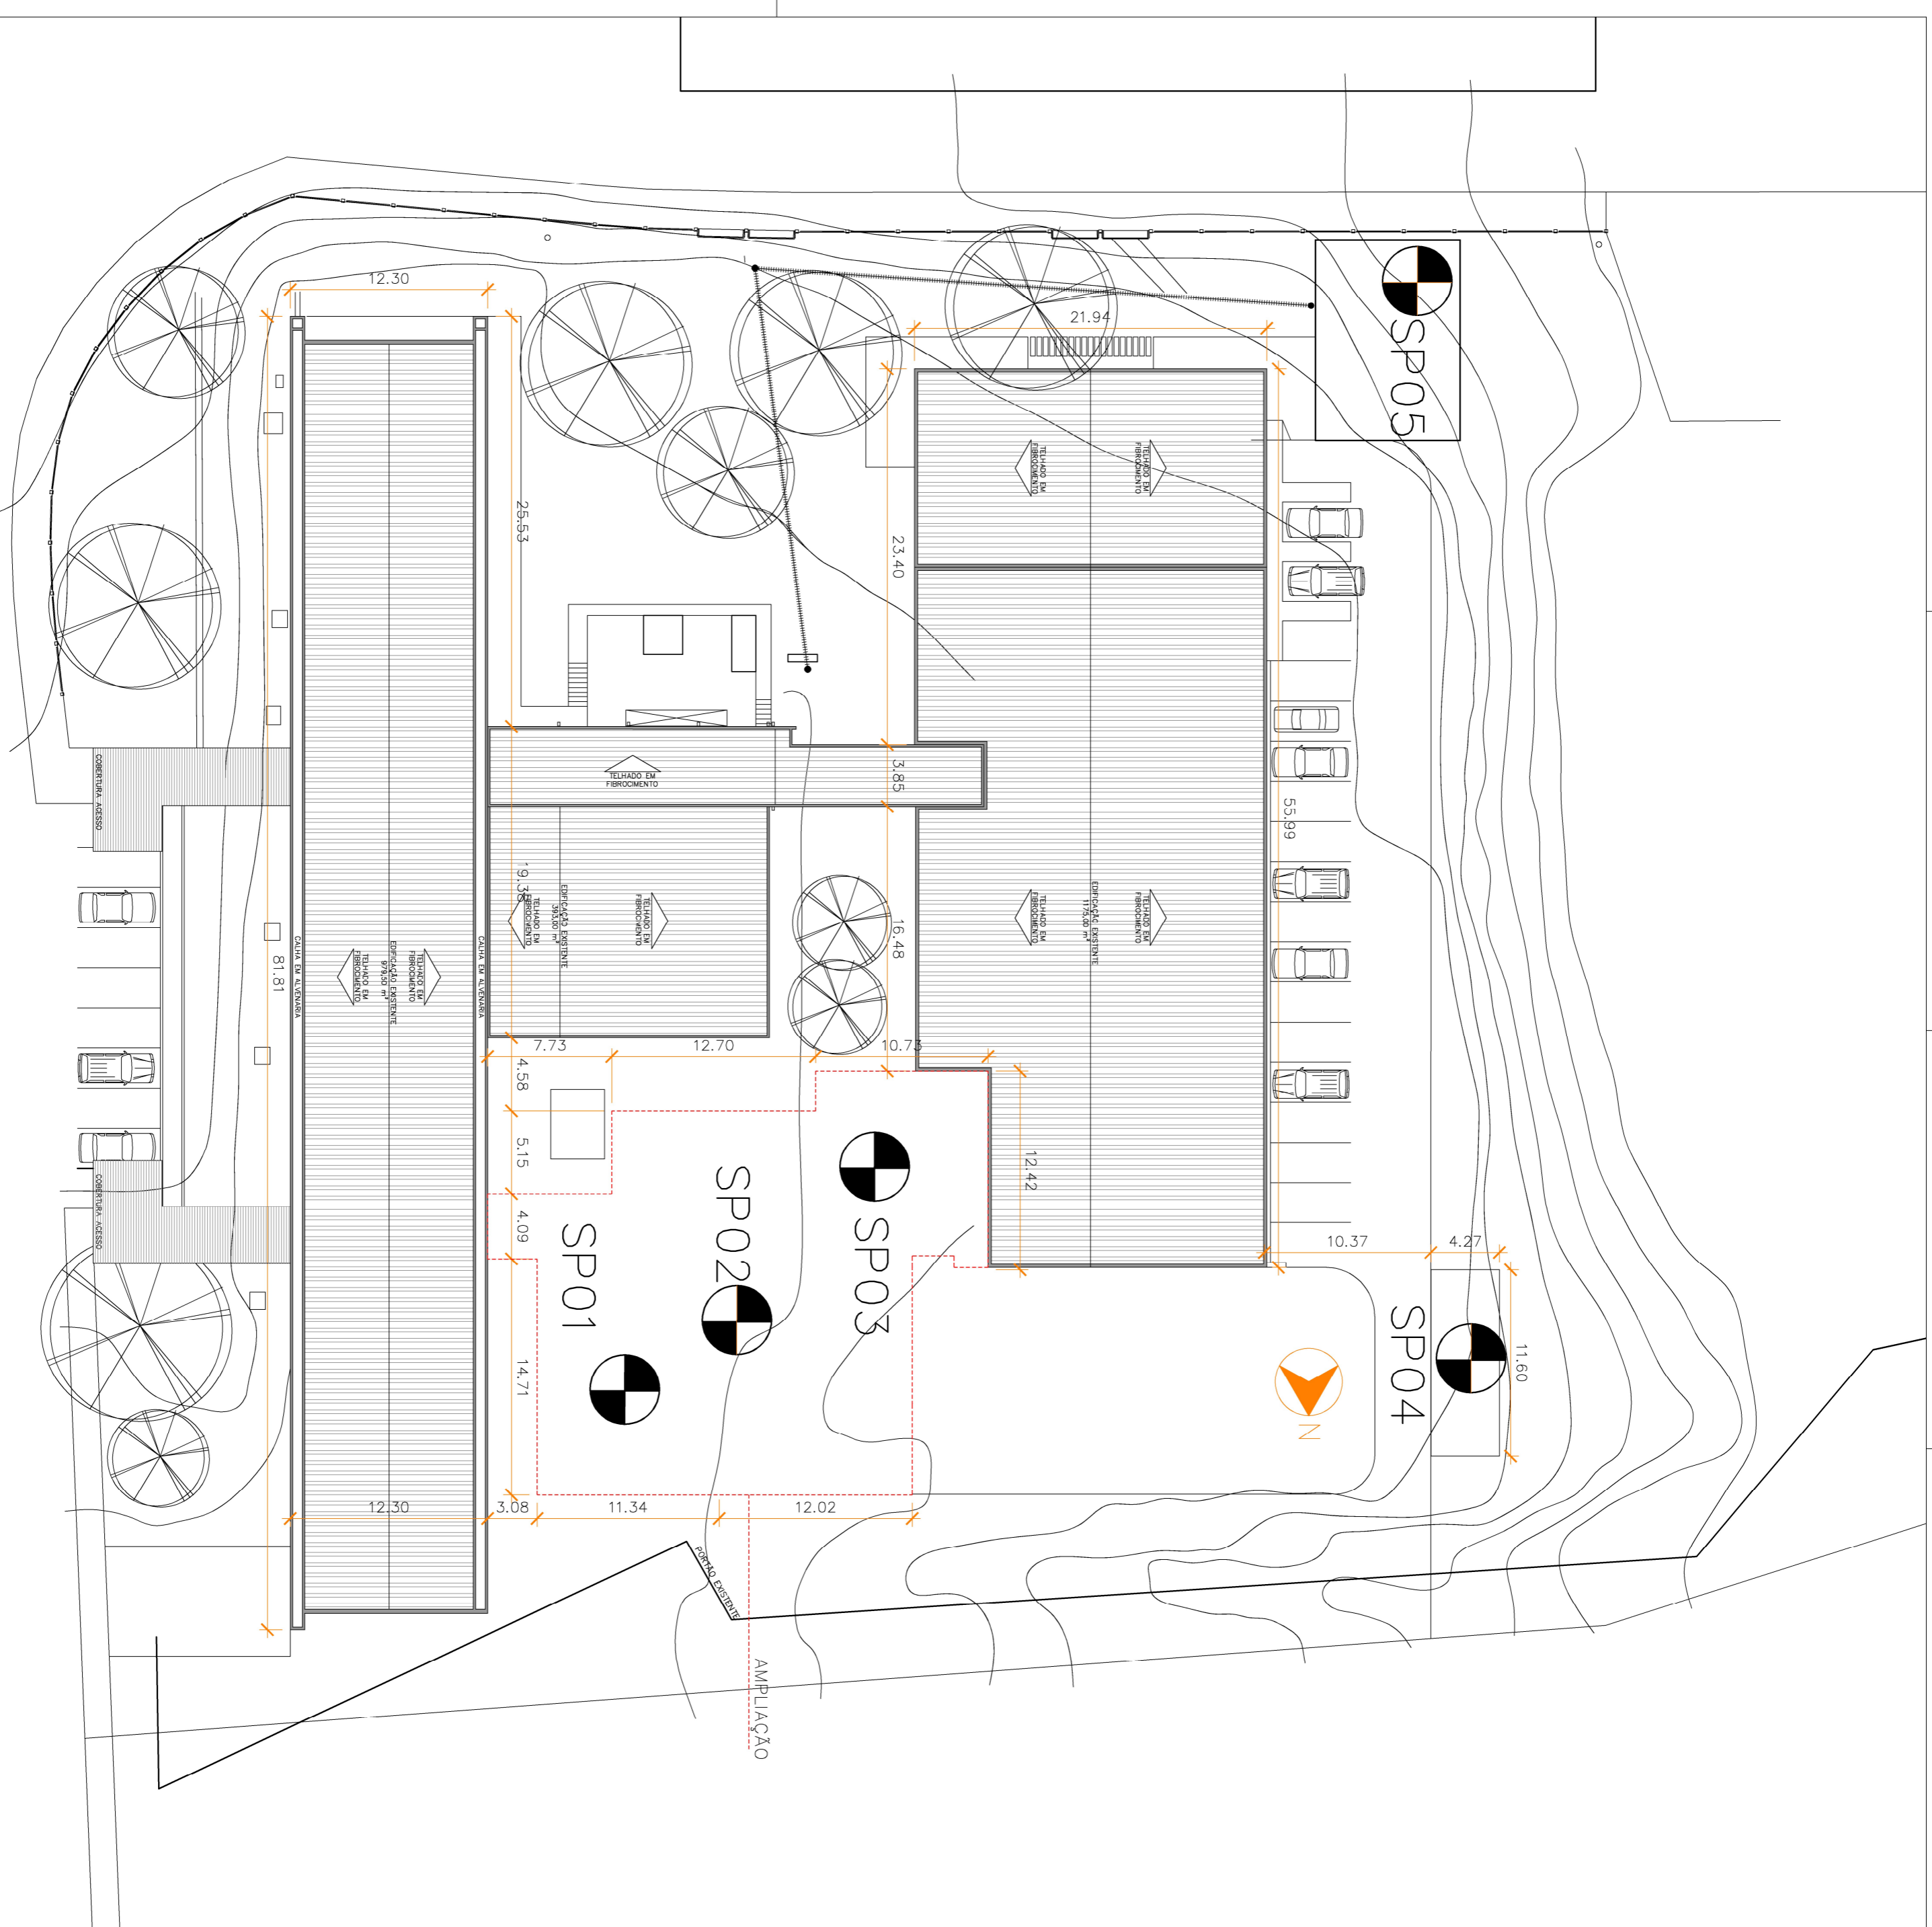 12.30
21.94
SP05
25.53
23.40
TELHADO EM
FIBROCIMENTO
TELHADO EM
FIBROCIMENTO
COBERTURA ACESSO
TELHADO EM
FIBROCIMENTO
3.85
55.99
19.38
EDIFICAÇÃO EXISTENTE
393,00 m²
TELHADO EM
FIBROCIMENTO
TELHADO EM
FIBROCIMENTO
16.48
TELHADO EM
FIBROCIMENTO
EDIFICAÇÃO EXISTENTE
1175,00 m²
TELHADO EM
FIBROCIMENTO
81.81
CALHA EM ALVENARIA
TELHADO EM
FIBROCIMENTO
EDIFICAÇÃO EXISTENTE
979,50 m²
TELHADO EM
FIBROCIMENTO
CALHA EM ALVENARIA
7.73
12.70
10.73
4.58
5.15
12.42
COBERTURA ACESSO
4.09
SP01
SP02
SP03
10.37
4.27
SP04
11.60
14.71
N
12.30
3.08
11.34
12.02
PORTÃO EXISTENTE
AMPLIAÇÃO